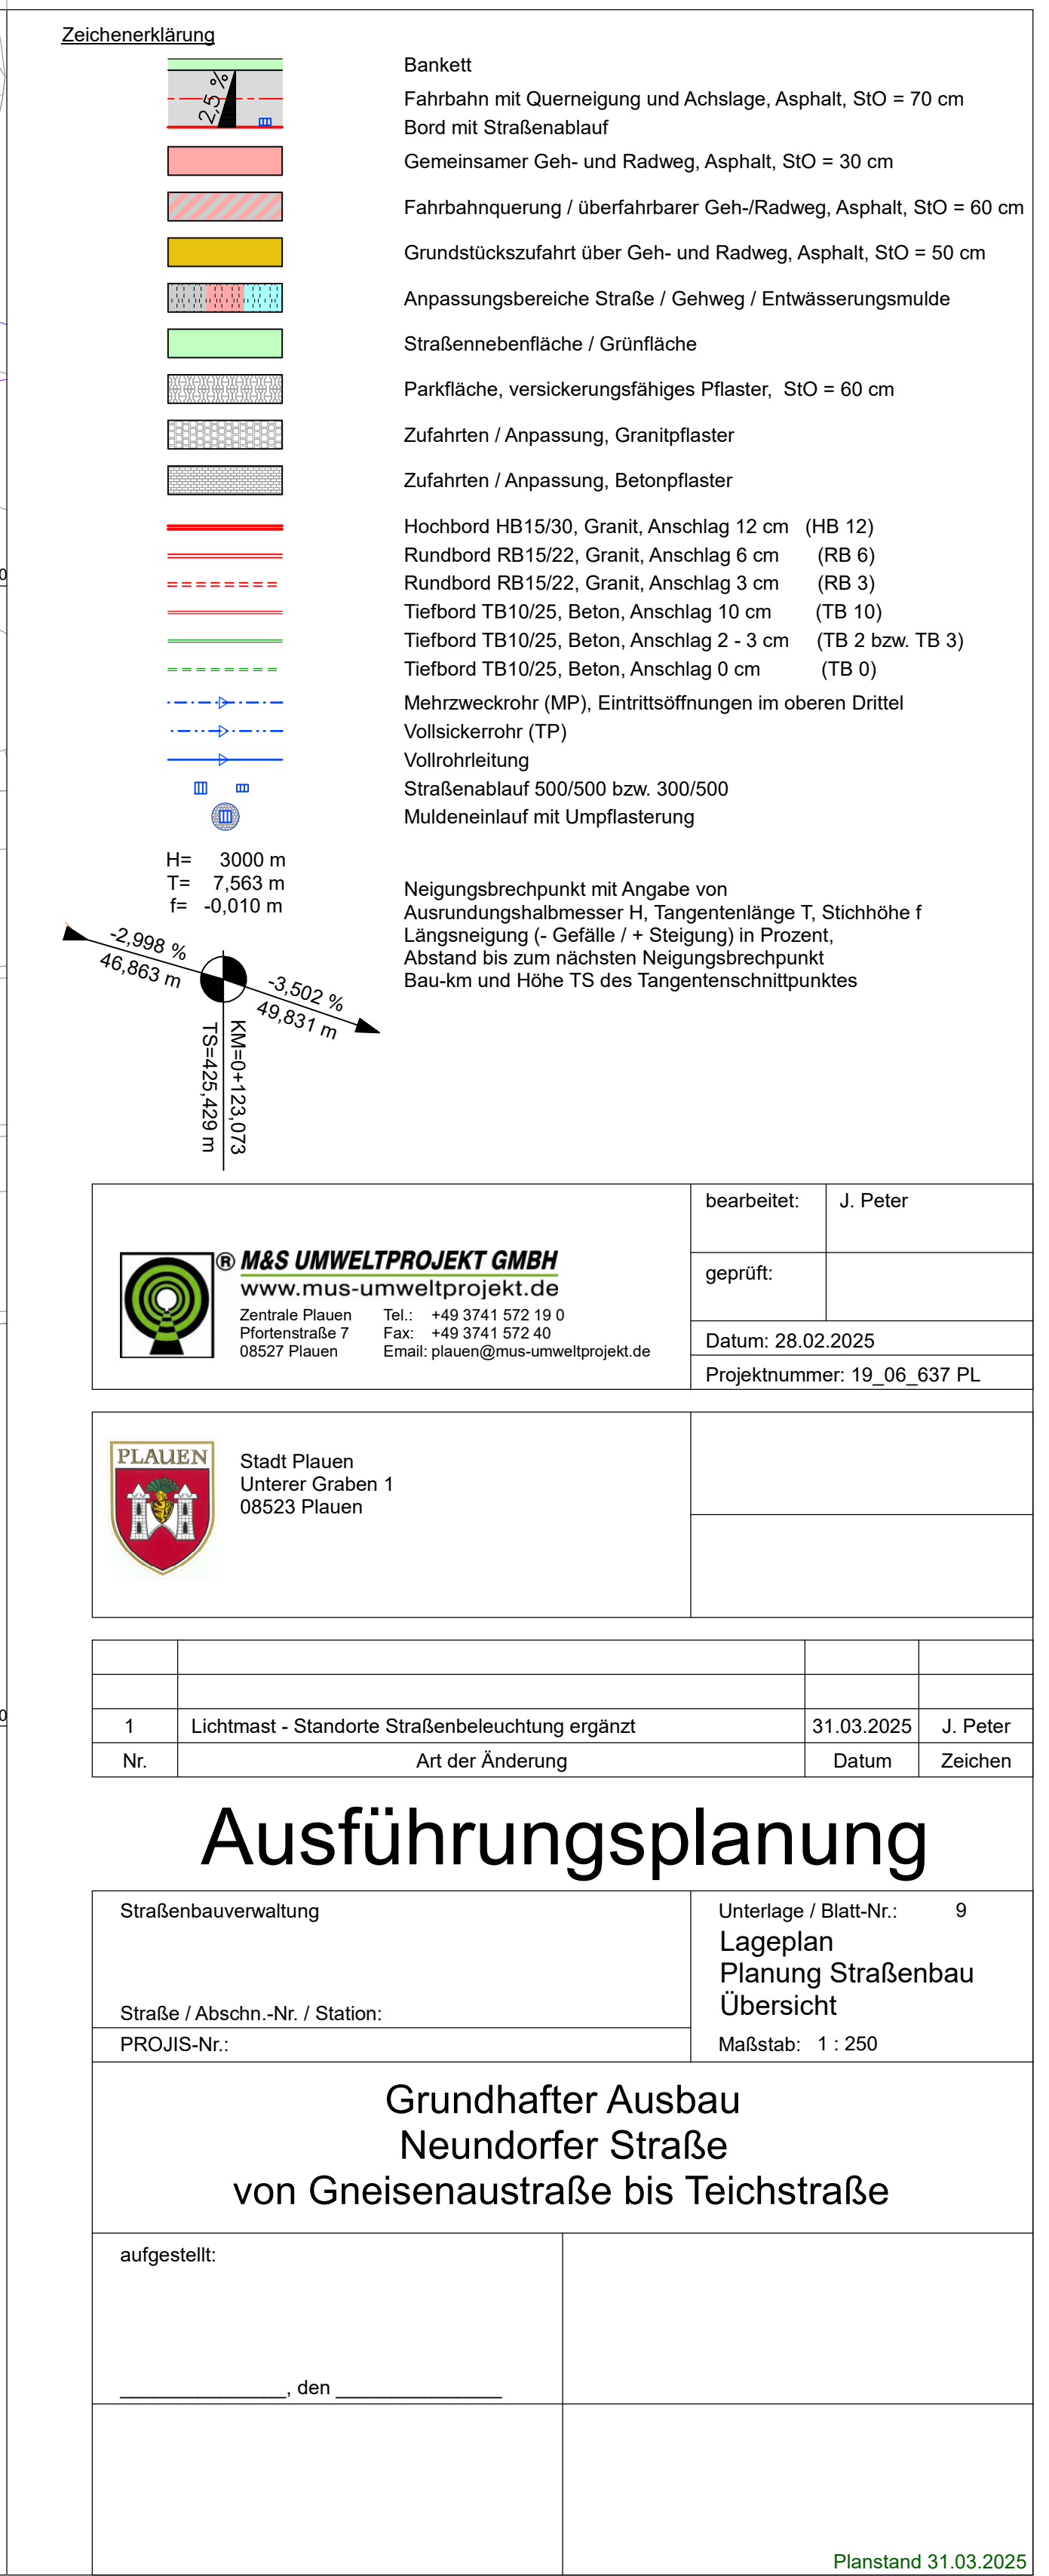 Zeichenerklärung
2,5 %
Bankett
Fahrbahn mit Querneigung und Achslage, Asphalt, StO = 70 cm
Bord mit Straßenablauf
Gemeinsamer Geh- und Radweg, Asphalt, StO = 30 cm
Fahrbahnquerung / überfahrbarer Geh-/Radweg, Asphalt, StO = 60 cm
Grundstückszufahrt über Geh- und Radweg, Asphalt, StO = 50 cm
Anpassungsbereiche Straße / Gehweg / Entwässerungsmulde
Straßennebenfläche / Grünfläche
Parkfläche, versickerungsfähiges Pflaster, StO = 60 cm
Zufahrten / Anpassung, Granitpflaster
Zufahrten / Anpassung, Betonpflaster
Hochbord HB15/30, Granit, Anschlag 12 cm (HB 12)
Rundbord RB15/22, Granit, Anschlag 6 cm (RB 6)
Rundbord RB15/22, Granit, Anschlag 3 cm (RB 3)
Tiefbord TB10/25, Beton, Anschlag 10 cm (TB 10)
Tiefbord TB10/25, Beton, Anschlag 2 - 3 cm (TB 2 bzw. TB 3)
Tiefbord TB10/25, Beton, Anschlag 0 cm (TB 0)
Mehrzweckrohr (MP), Eintrittsöffnungen im oberen Drittel
Vollsickerrohr (TP)
Vollrohrleitung
Straßenablauf 500/500 bzw. 300/500
Muldeneinlauf mit Umpflasterung
H= 3000 m
T= 7,563 m
f= -0,010 m
-2,998 %
46,863 m
-3,502 %
49,831 m
KM=0+123,073
TS=425,429 m
Neigungsbrechpunkt mit Angabe von
Ausrundungshalbmesser H, Tangentenlänge T, Stichhöhe f
Längsneigung (- Gefälle / + Steigung) in Prozent,
Abstand bis zum nächsten Neigungsbrechpunkt
Bau-km und Höhe TS des Tangentenschnittpunktes
® M&S UMWELTPROJEKT GMBH
www.mus-umweltprojekt.de
Zentrale Plauen Tel.: +49 3741 572 19 0
Pfortenstraße 7 Fax: +49 3741 572 40
08527 Plauen Email: plauen@mus-umweltprojekt.de
bearbeitet: J. Peter
geprüft:
Datum: 28.02.2025
Projektnummer: 19_06_637 PL
PLAUEN
Stadt Plauen
Unterer Graben 1
08523 Plauen
1 Lichtmast - Standorte Straßenbeleuchtung ergänzt 31.03.2025 J. Peter
Nr. Art der Änderung Datum Zeichen
Ausführungsplanung
Straßenbauverwaltung
Straße / Abschn.-Nr. / Station:
PROJIS-Nr.:
Unterlage / Blatt-Nr.: 9
Lageplan
Planung Straßenbau
Übersicht
Maßstab: 1 : 250
Grundhafter Ausbau
Neundorfer Straße
von Gneisenaustraße bis Teichstraße
aufgestellt:
_______________, den _______________
Planstand 31.03.2025